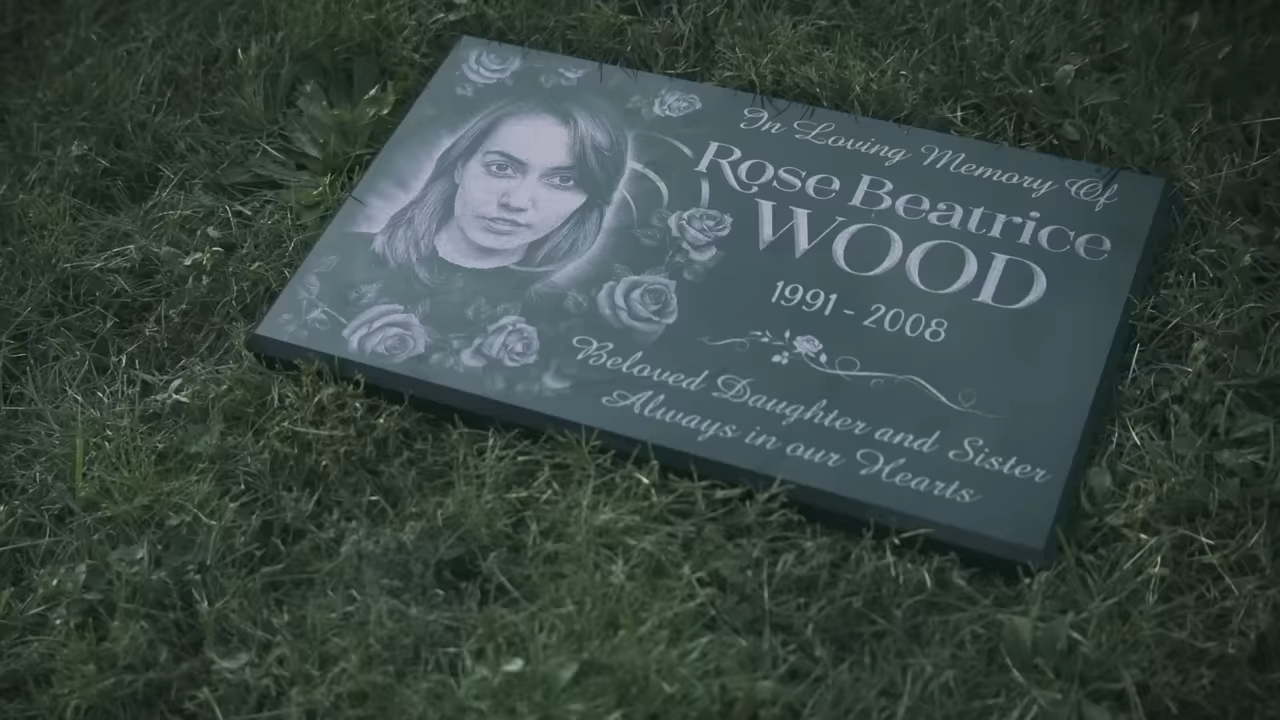 In Loving Memory Of
Rose Beatrice
WOOD
1991 - 2008
Beloved Daughter and Sister
Always in our Hearts